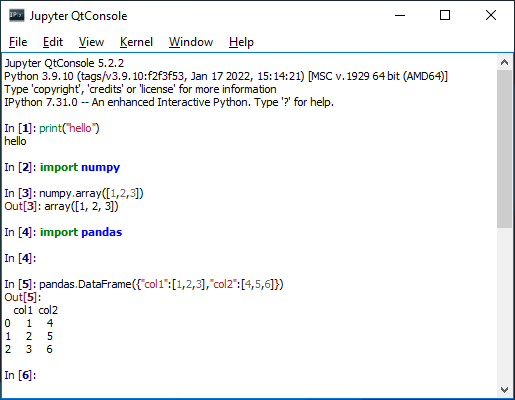 Jupyter QtConsole
File Edit View Kernel Window Help
Jupyter QtConsole 5.2.2
Python 3.9.10 (tags/v3.9.10:f2f3f53, Jan 17 2022, 15:14:21) [MSC v.1929 64 bit (AMD64)]
Type 'copyright', 'credits' or 'license' for more information
IPython 7.31.0 -- An enhanced Interactive Python. Type '?' for help.
In [1]: print("hello")
hello
In [2]: import numpy
In [3]: numpy.array([1,2,3])
Out[3]: array([1, 2, 3])
In [4]: import pandas
In [4]:
In [5]: pandas.DataFrame({"col1":[1,2,3],"col2":[4,5,6]})
Out[5]:
col1 col2
0 1 4
1 2 5
2 3 6
In [6]: